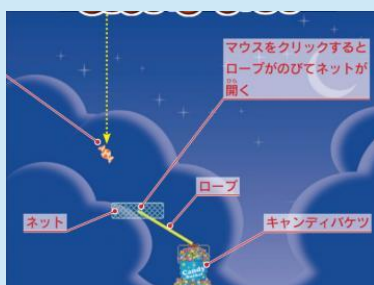 マウスをクリックすると
ロープがのびてネットが
開く
ひら
ロープ
ネット
キャンディバケツ
Candy